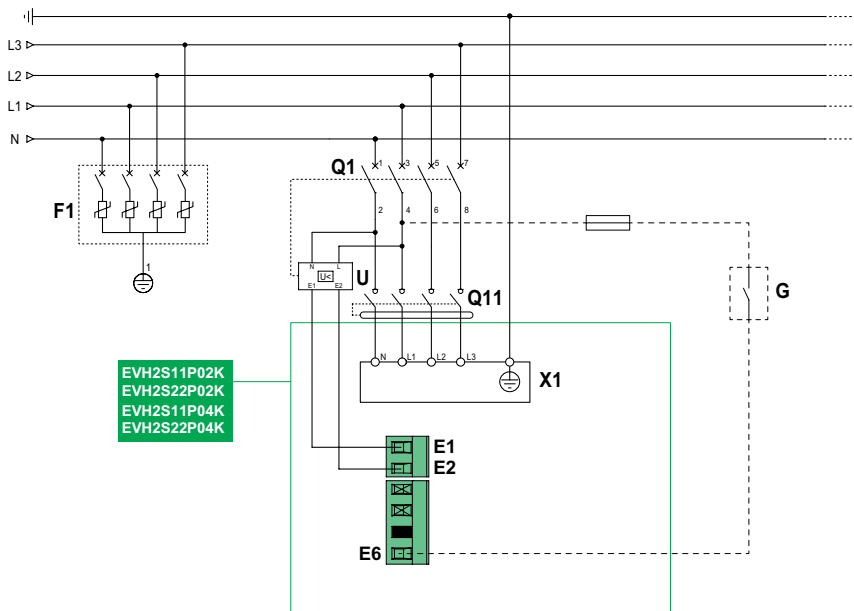 L3
L2
L1
N
Q1
1
3
5
7
F1
2
4
6
8
1
N
L
U<
U
E1
E2
Q11
G
N
L1
L2
L3
X1
EVH2S11P02K
EVH2S22P02K
EVH2S11P04K
EVH2S22P04K
E1
E2
E6